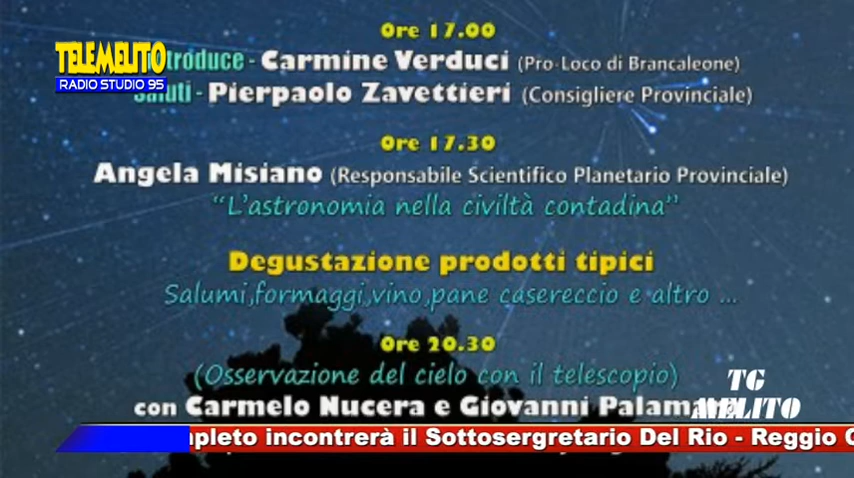 Ore 17.00
TELEMELITO
RADIO STUDIO 95
troduce - Carmine Verduci (Pro-Loco di Brancaleone)
Saluti - Pierpaolo Zavettieri (Consigliere Provinciale)
Ore 17.30
Angela Misiano (Responsabile Scientifico Planetario Provinciale)
“L’astronomia nella civiltà contadina”
Degustazione prodotti tipici
Salumi,formaggi,vino,pane casereccio e altro ...
Ore 20.30
(Osservazione del cielo con il telescopio)
con Carmelo Nucera e Giovanni Palamara
TG
MELITO
mpleto incontrerà il Sottosergretario Del Rio - Reggio C